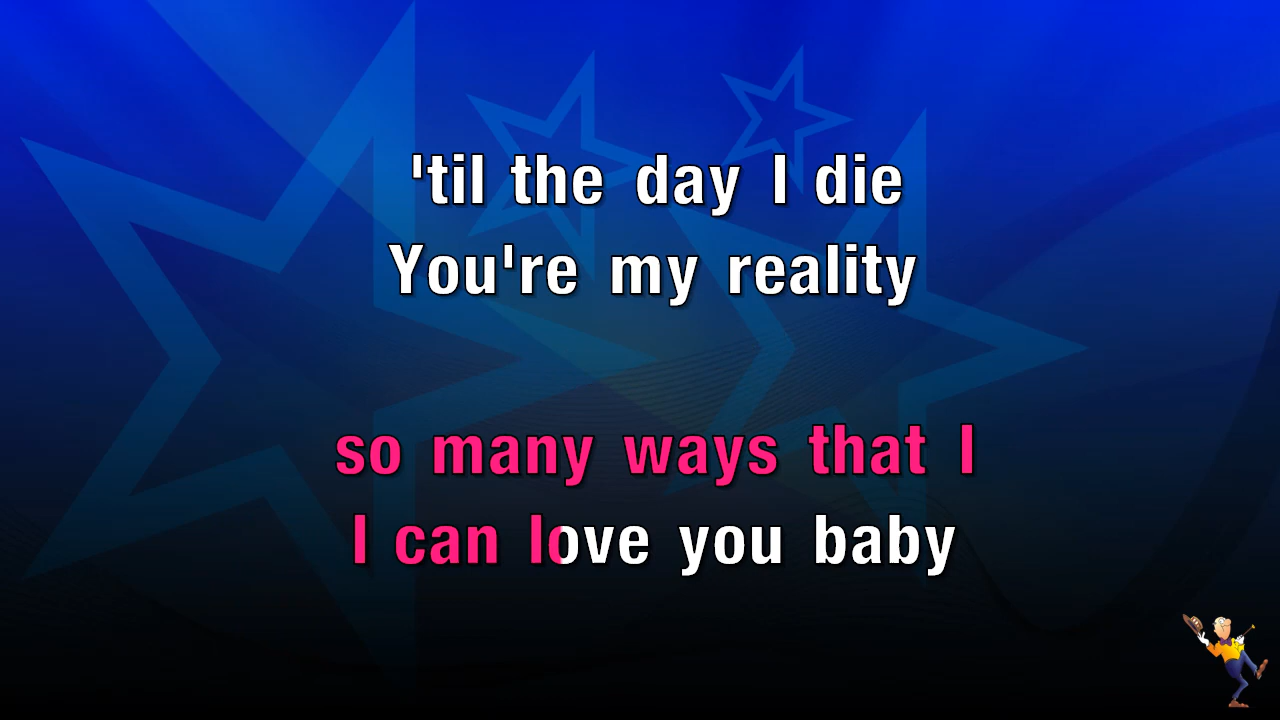 'til the day I die
You're my reality
so many ways that I
I can love you baby